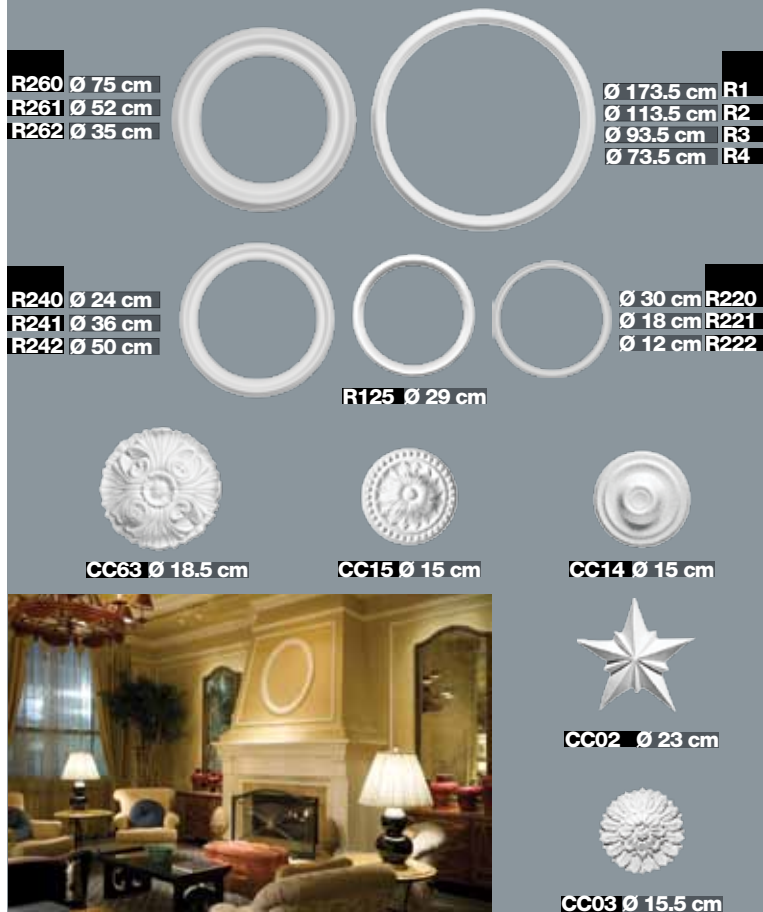 R260 Ø 75 cm
R261 Ø 52 cm
R262 Ø 35 cm
Ø 173.5 cm R1
Ø 113.5 cm R2
Ø 93.5 cm R3
Ø 73.5 cm R4
R240 Ø 24 cm
R241 Ø 36 cm
R242 Ø 50 cm
R125 Ø 29 cm
Ø 30 cm R220
Ø 18 cm R221
Ø 12 cm R222
CC63 Ø 18.5 cm
CC15 Ø 15 cm
CC14 Ø 15 cm
CC02 Ø 23 cm
CC03 Ø 15.5 cm